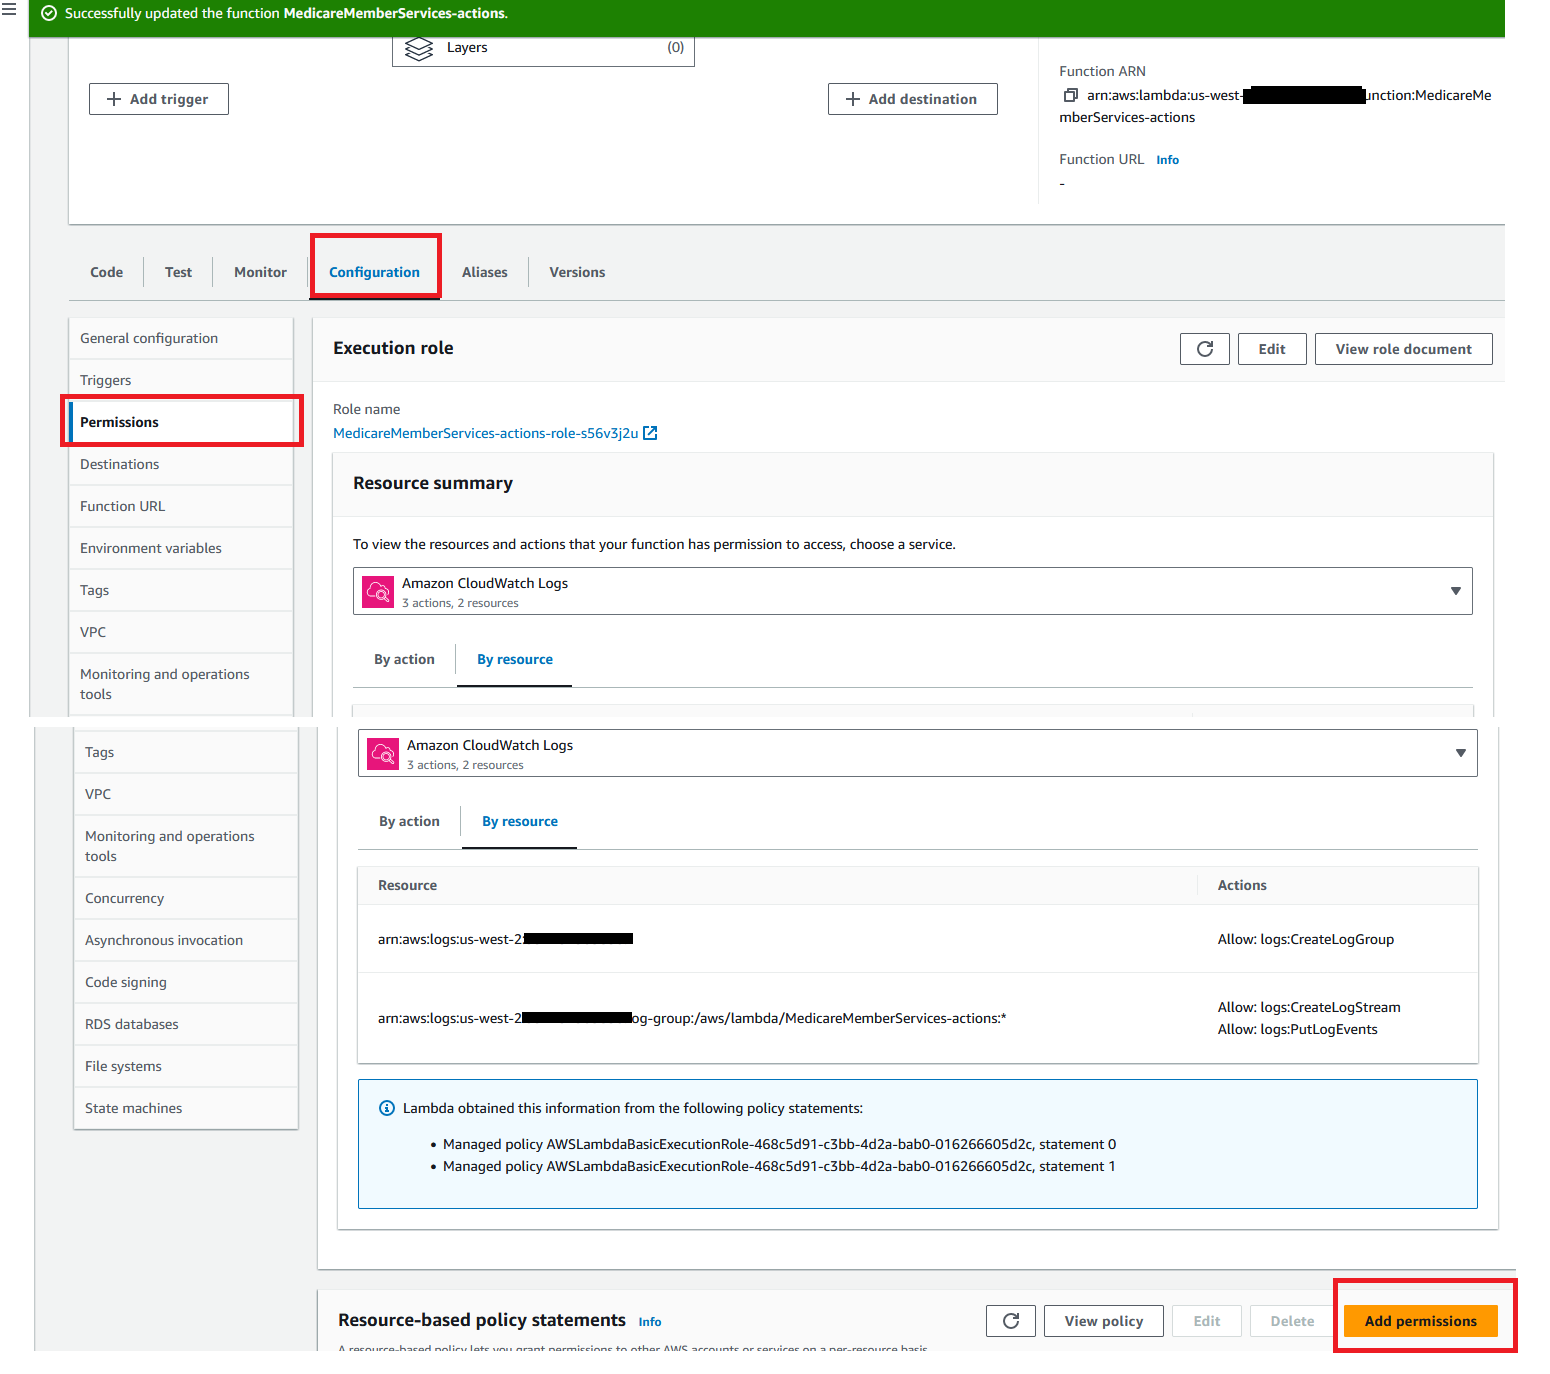 Successfully updated the function MedicareMemberServices-actions.
Layers (0)
Add trigger
Add destination
Function ARN
arn:aws:lambda:us-west- unction:MedicareMe
mberServices-actions
Function URL Info
-
Code Test Monitor Configuration Aliases Versions
General configuration
Triggers
Permissions
Destinations
Function URL
Environment variables
Tags
VPC
Monitoring and operations
tools
Execution role
Edit
View role document
Role name
MedicareMemberServices-actions-role-s56v3j2u
Resource summary
To view the resources and actions that your function has permission to access, choose a service.
Amazon CloudWatch Logs
3 actions, 2 resources
By action By resource
Tags
VPC
Monitoring and operations
tools
Concurrency
Asynchronous invocation
Code signing
RDS databases
File systems
State machines
Amazon CloudWatch Logs
3 actions, 2 resources
By action By resource
Resource Actions
arn:aws:logs:us-west-2: Allow: logs:CreateLogGroup
arn:aws:logs:us-west-2 og-group:/aws/lambda/MedicareMemberServices-actions:*
Allow: logs:CreateLogStream
Allow: logs:PutLogEvents
Lambda obtained this information from the following policy statements:
• Managed policy AWSLambdaBasicExecutionRole-468c5d91-c3bb-4d2a-bab0-016266605d2c, statement 0
• Managed policy AWSLambdaBasicExecutionRole-468c5d91-c3bb-4d2a-bab0-016266605d2c, statement 1
Resource-based policy statements Info
View policy
Edit
Delete
Add permissions
A resource-based policy lets you grant permissions to other AWS accounts or services on a per-resource basis.